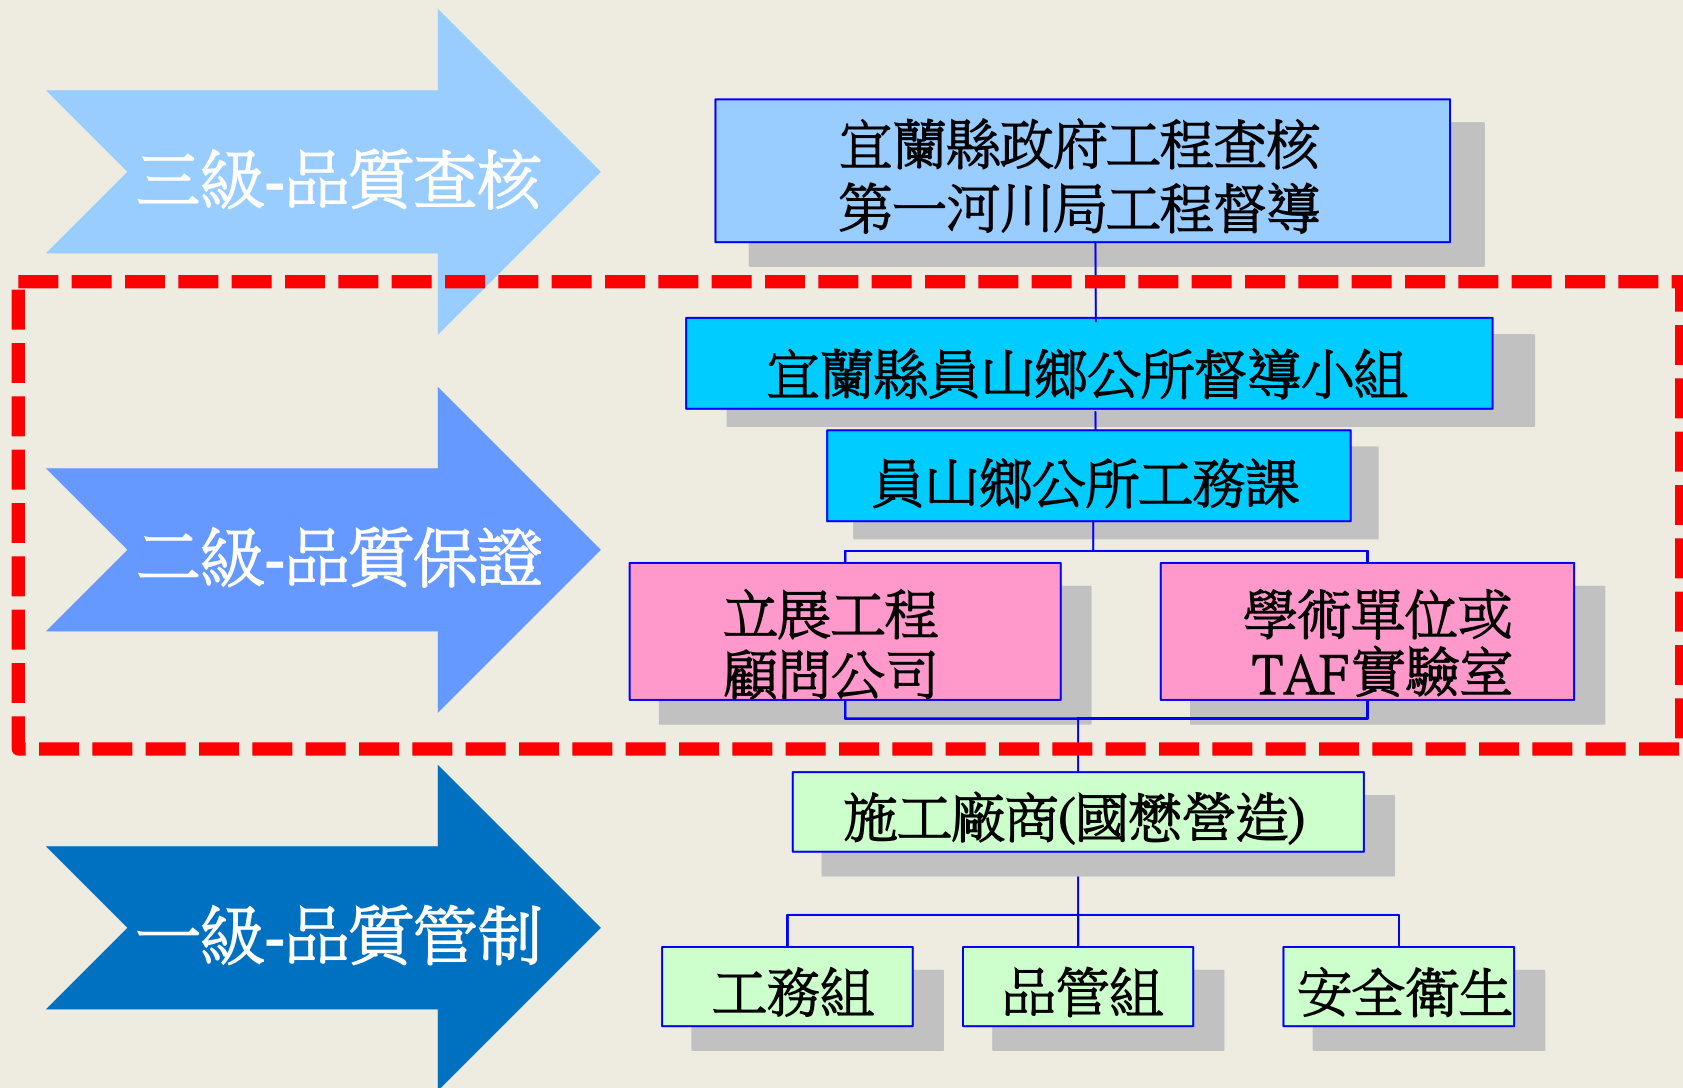 三級-品質查核
宜蘭縣政府工程查核
第一河川局工程督導
宜蘭縣員山鄉公所督導小組
員山鄉公所工務課
二級-品質保證
立展工程
顧問公司
學術單位或
TAF實驗室
施工廠商(國懋營造)
一級-品質管制
工務組
品管組
安全衛生